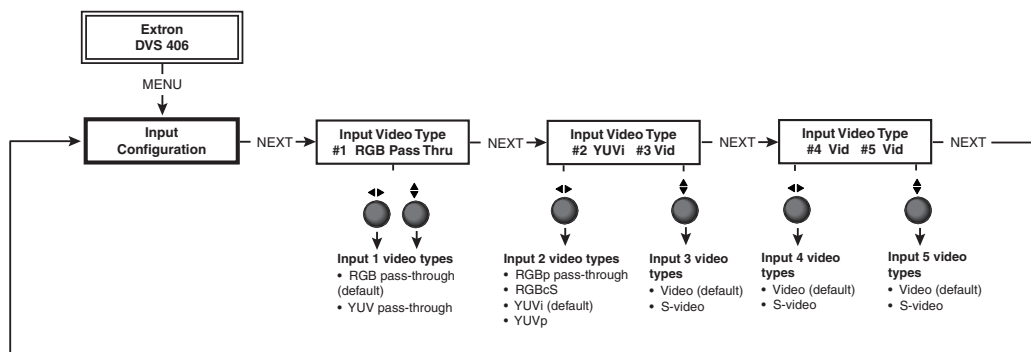 Extron
DVS 406
MENU
Input
Configuration
NEXT
Input Video Type
#1 RGB Pass Thru
NEXT
Input Video Type
#2 YUVi #3 Vid
NEXT
Input Video Type
#4 Vid #5 Vid
NEXT
Input 1 video types
• RGB pass-through
(default)
• YUV pass-through
Input 2 video types
• RGBp pass-through
• RGBcS
• YUVi (default)
• YUVp
Input 3 video
types
• Video (default)
• S-video
Input 4 video
types
• Video (default)
• S-video
Input 5 video
types
• Video (default)
• S-video